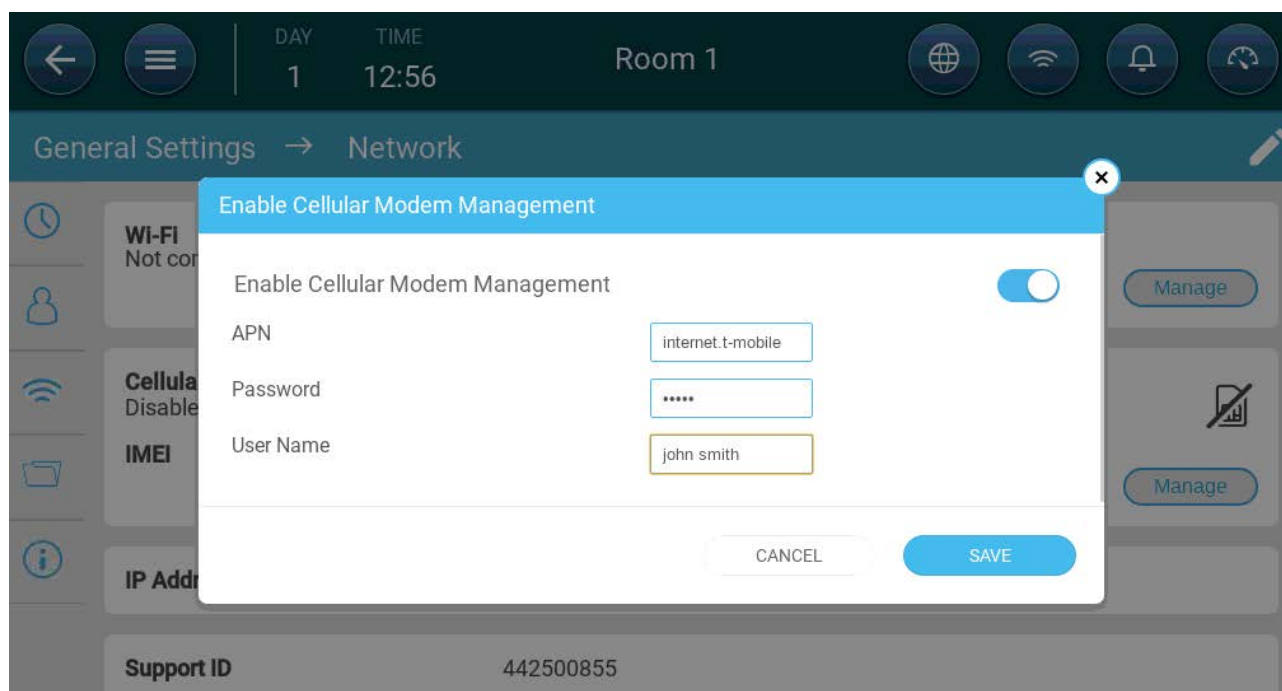 DAY
1
TIME
12:56
Room 1
General Settings → Network
Enable Cellular Modem Management
Enable Cellular Modem Management
APN
internet.t-mobile
Password
•••••
User Name
john smith
CANCEL
SAVE
Wi-Fi
Not con
Manage
Cellula
Disable
IMEI
Manage
IP Addr
Support ID
442500855